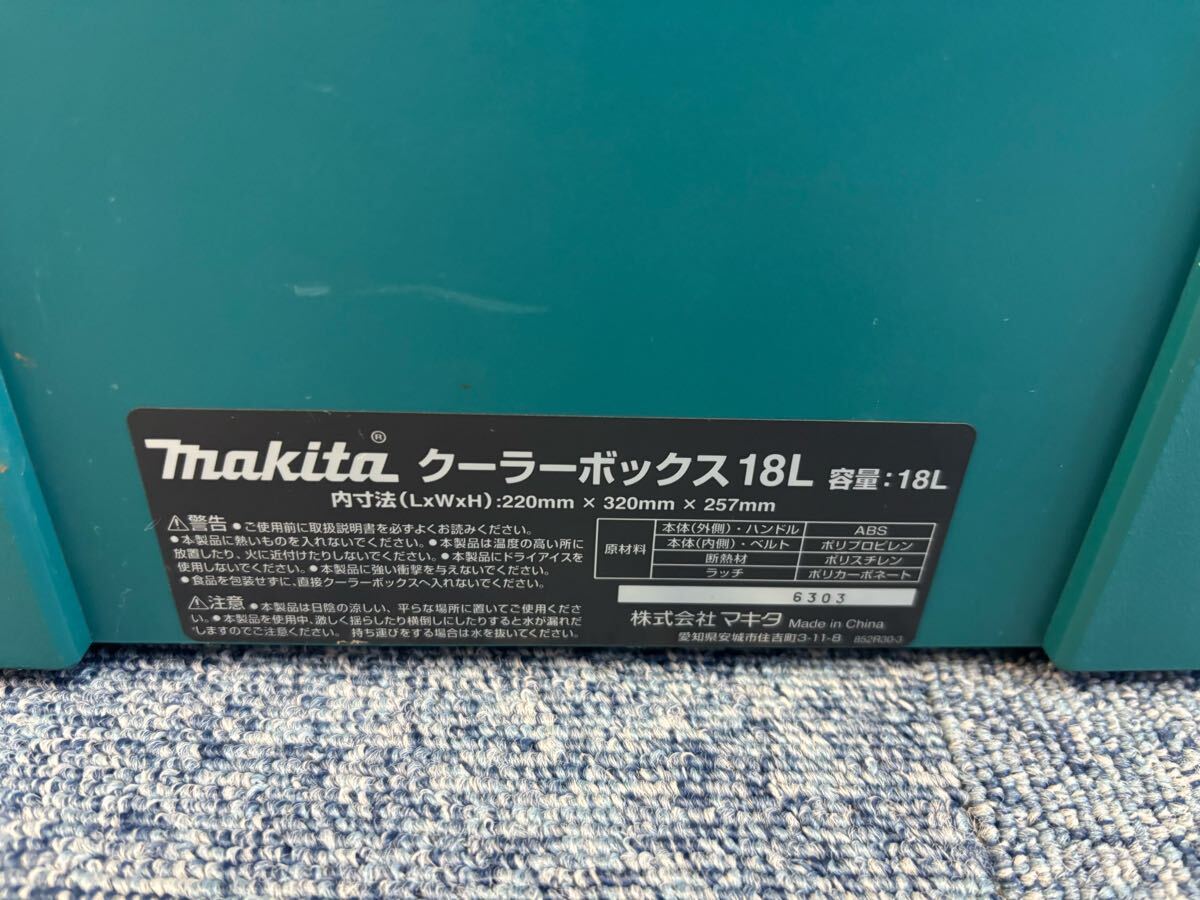 makita® クーラーボックス18L 容量:18L
内寸法(LxWxH):220mm × 320mm × 257mm
⚠警告 ●ご使用前に取扱説明書を必ずよくお読みください。
●本製品に熱いものを入れないでください。●本製品は温度の高い所に
放置したり、火に近付けたりしないでください。●本製品にドライアイスを
使用しないでください。●本製品に強い衝撃を与えないでください。
●食品を包装せずに、直接クーラーボックスへ入れないでください。
⚠注意 ●本製品は日陰の涼しい、平らな場所に置いてご使用くださ
い。●本製品を使用中、激しく揺らしたり横倒しにしたりすると水が漏れだ
しますのでご注意ください。 持ち運びをする場合は水を抜いてください。
原材料
本体(外側)・ハンドル ABS
本体(内側)・ベルト ポリプロピレン
断熱材 ポリスチレン
ラッチ ポリカーボネート
6303
株式会社 マキタ Made in China
愛知県安城市住吉町3-11-8 852R30-3